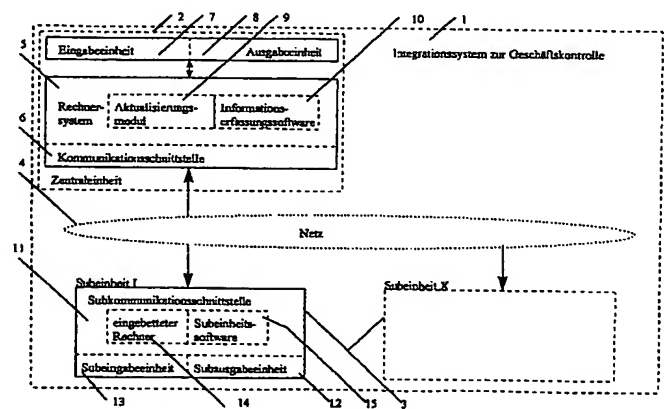 2 7 8 9 10 1
Eingabeeinheit Ausgabeeinheit
Integrationssystem zur Geschäftskontrolle
5
Rechner-
system
Aktualisierungs-
modul
Informations-
erfassungssoftware
6
Kommunikationsschnittstelle
4
Zentraleinheit
Netz
11
Subeinheit I
Subeinheit X
Subkommunikationsschnittstelle
eingebetteter
Rechner
Subeinheits-
software
Subeingabeeinheit Subausgabeeinheit
13 14 12 15 3